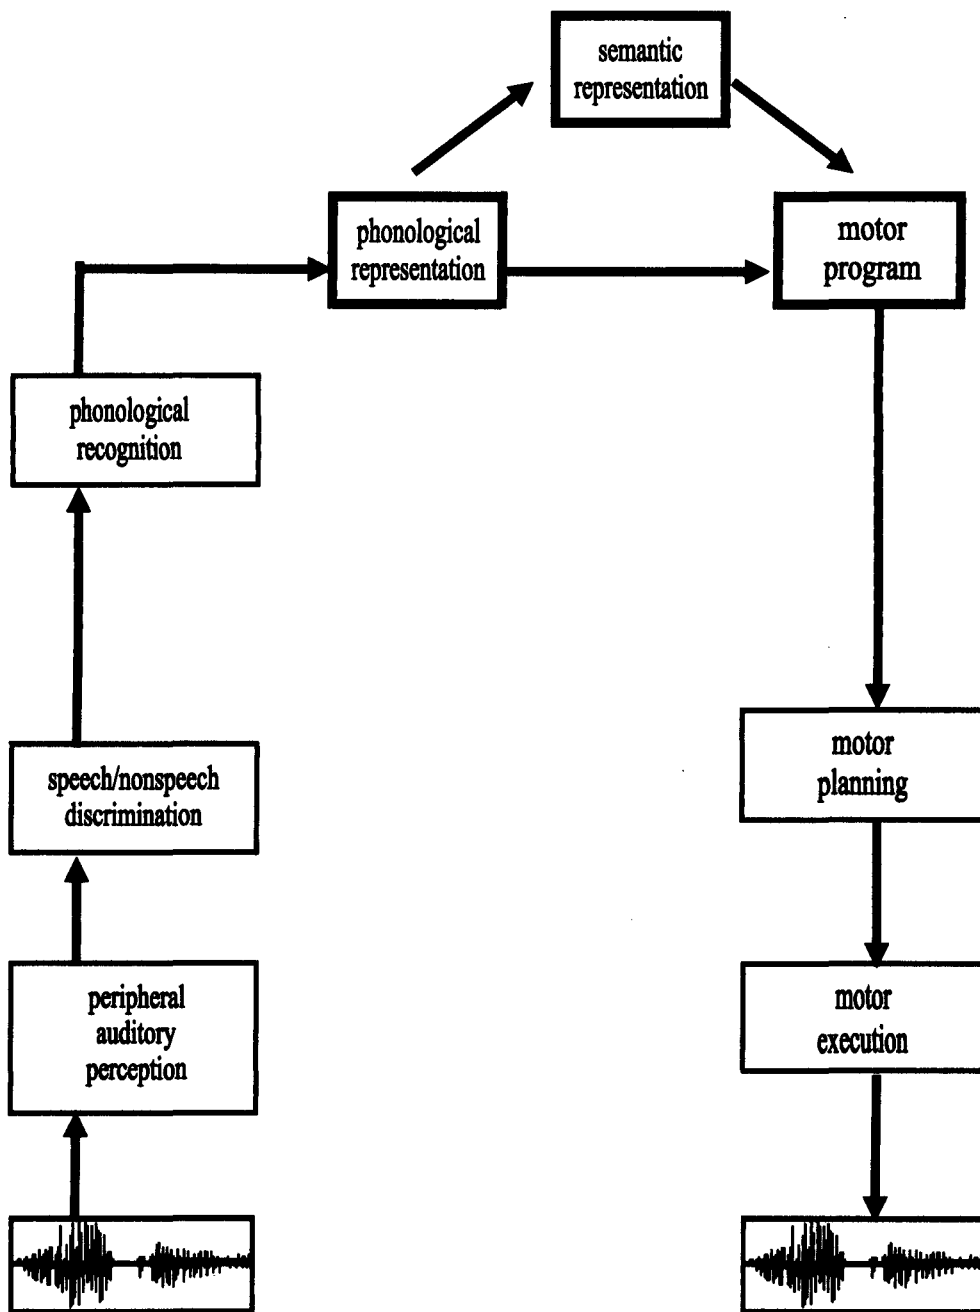 semantic
representation
phonological
representation
motor
program
phonological
recognition
speech/nonspeech
discrimination
motor
planning
peripheral
auditory
perception
motor
execution